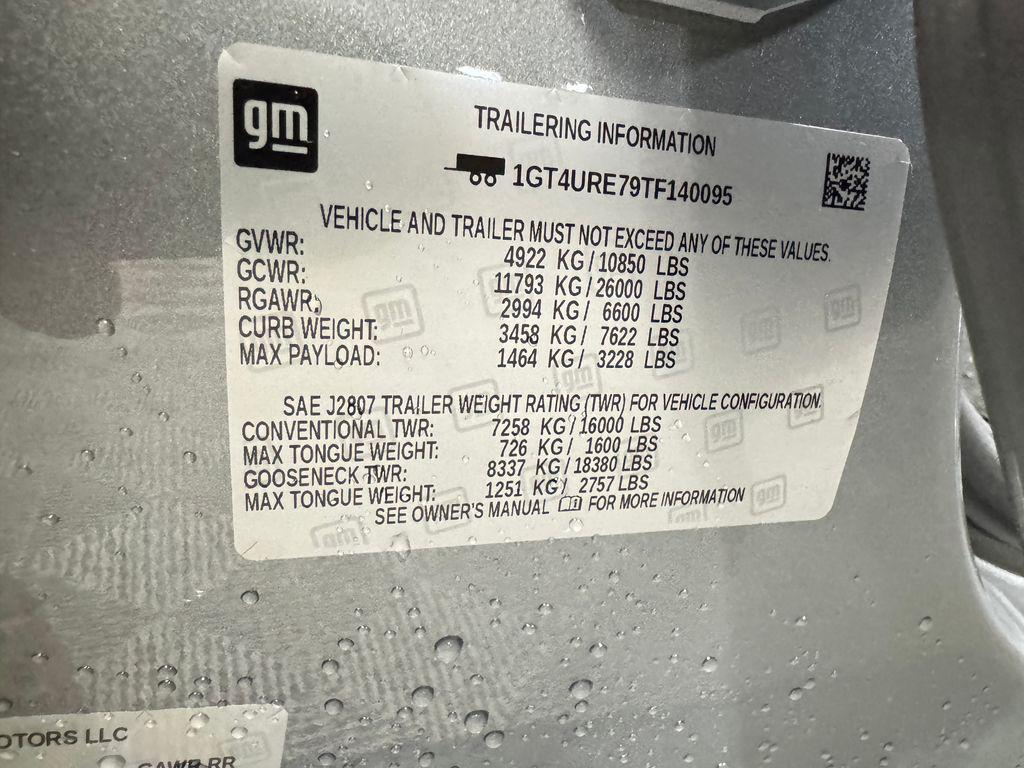 gm
TRAILERING INFORMATION
1GT4URE79TF140095
VEHICLE AND TRAILER MUST NOT EXCEED ANY OF THESE VALUES.
GVWR: 4922 KG/10850 LBS
GCWR: 11793 KG/26000 LBS
RGAWR: 2994 KG/ 6600 LBS
CURB WEIGHT: 3458 KG/ 7622 LBS
MAX PAYLOAD: 1464 KG/ 3228 LBS
SAE J2807 TRAILER WEIGHT RATING (TWR) FOR VEHICLE CONFIGURATION.
CONVENTIONAL TWR: 7258 KG/16000 LBS
MAX TONGUE WEIGHT: 726 KG/ 1600 LBS
GOOSENECK TWR: 8337 KG/18380 LBS
MAX TONGUE WEIGHT: 1251 KG/ 2757 LBS
SEE OWNER'S MANUAL FOR MORE INFORMATION
OTORS LLC
GAWR RR